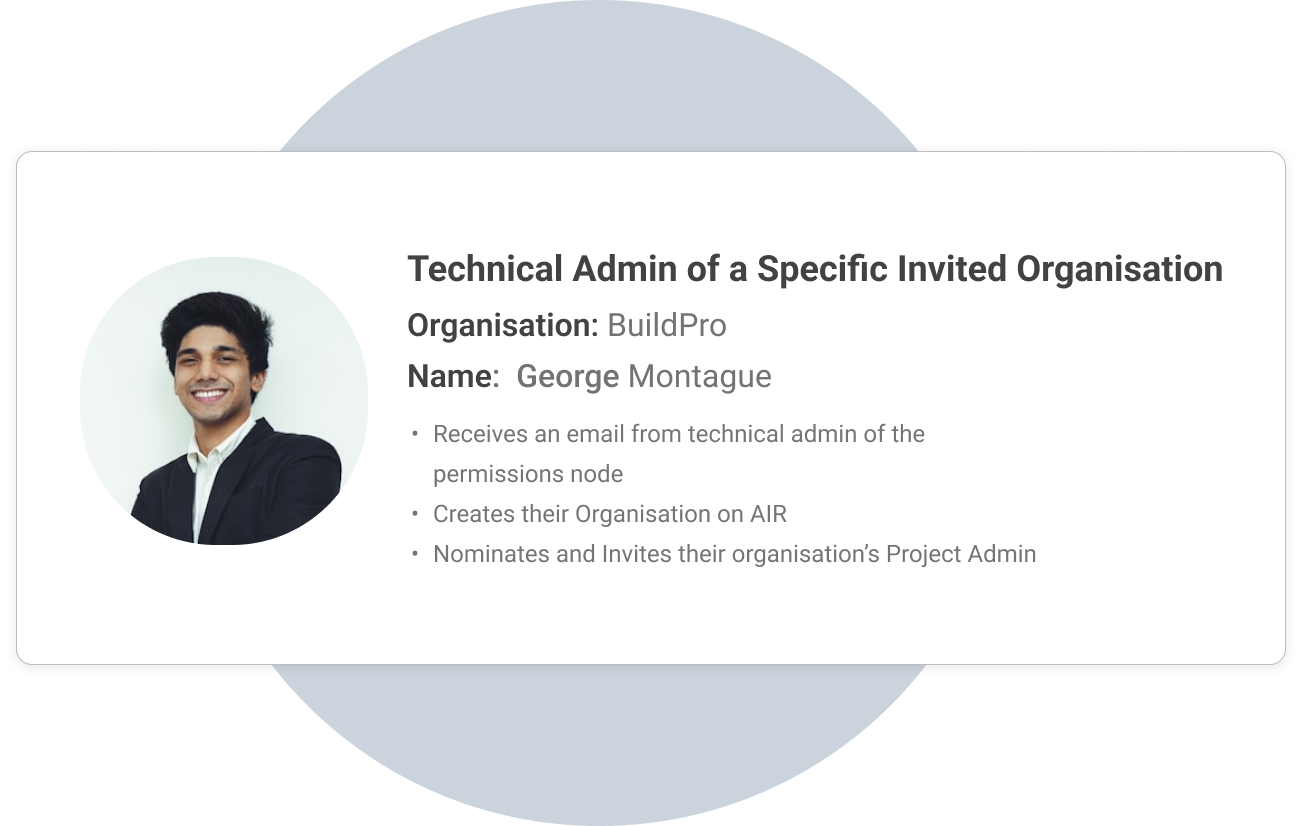 Technical Admin of a Specific Invited Organisation
Organisation: BuildPro
Name:  George Montague
• Receives an email from technical admin of the
permissions node
• Creates their Organisation on AIR
• Nominates and Invites their organisation’s Project Admin